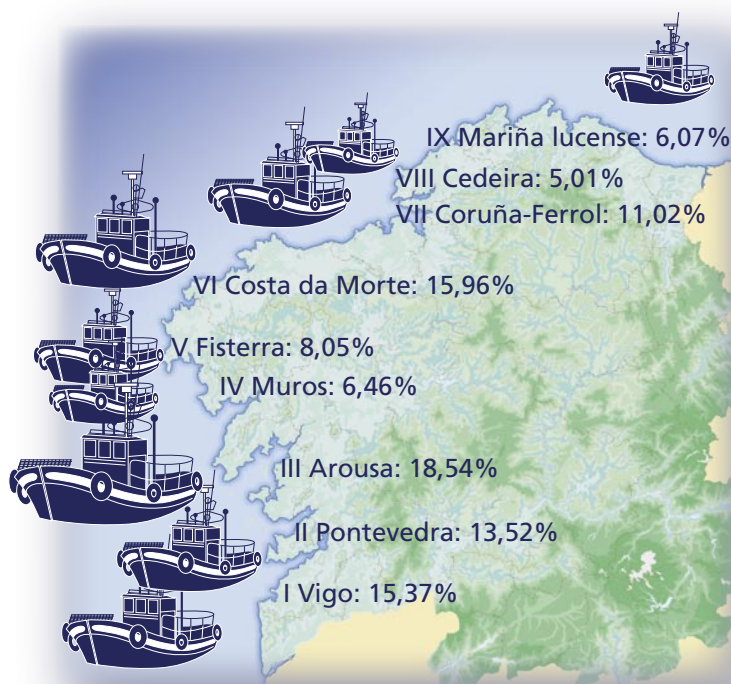 IX Mariña lucense: 6,07%
VIII Cedeira: 5,01%
VII Coruña-Ferrol: 11,02%
VI Costa da Morte: 15,96%
V Fisterra: 8,05%
IV Muros: 6,46%
III Arousa: 18,54%
II Pontevedra: 13,52%
I Vigo: 15,37%